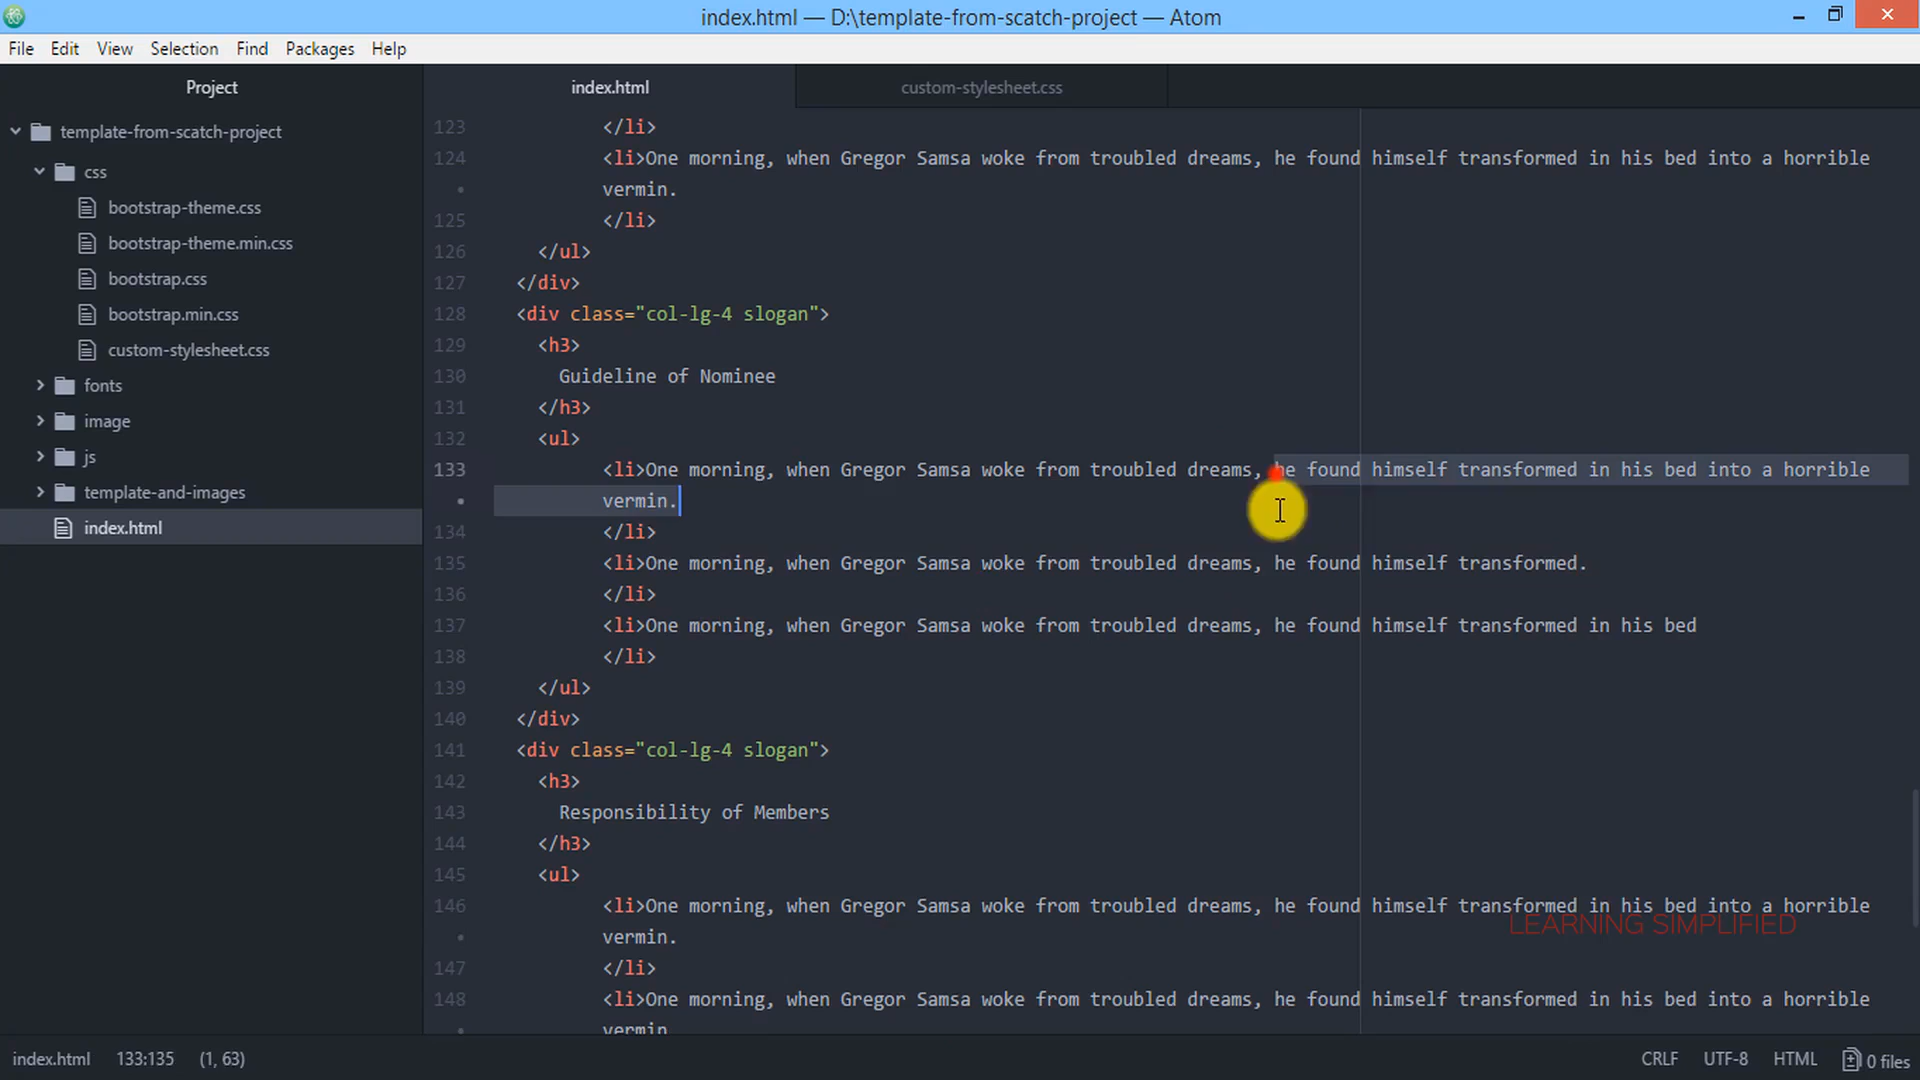 index.html — D:\template-from-scatch-project — Atom
File Edit View Selection Find Packages Help
Project
index.html
custom-stylesheet.css
template-from-scatch-project
css
bootstrap-theme.css
bootstrap-theme.min.css
bootstrap.css
bootstrap.min.css
custom-stylesheet.css
fonts
image
js
template-and-images
index.html
123 </li>
124 <li>One morning, when Gregor Samsa woke from troubled dreams, he found himself transformed in his bed into a horrible
• vermin.
125 </li>
126 </ul>
127 </div>
128 <div class="col-lg-4 slogan">
129 <h3>
130 Guideline of Nominee
131 </h3>
132 <ul>
133 <li>One morning, when Gregor Samsa woke from troubled dreams, he found himself transformed in his bed into a horrible
• vermin.
134 </li>
135 <li>One morning, when Gregor Samsa woke from troubled dreams, he found himself transformed.
136 </li>
137 <li>One morning, when Gregor Samsa woke from troubled dreams, he found himself transformed in his bed
138 </li>
139 </ul>
140 </div>
141 <div class="col-lg-4 slogan">
142 <h3>
143 Responsibility of Members
144 </h3>
145 <ul>
146 <li>One morning, when Gregor Samsa woke from troubled dreams, he found himself transformed in his bed into a horrible
• vermin.
LEARNING SIMPLIFIED
147 </li>
148 <li>One morning, when Gregor Samsa woke from troubled dreams, he found himself transformed in his bed into a horrible
• vermin
index.html 133:135 (1, 63) CRLF UTF-8 HTML 0 files